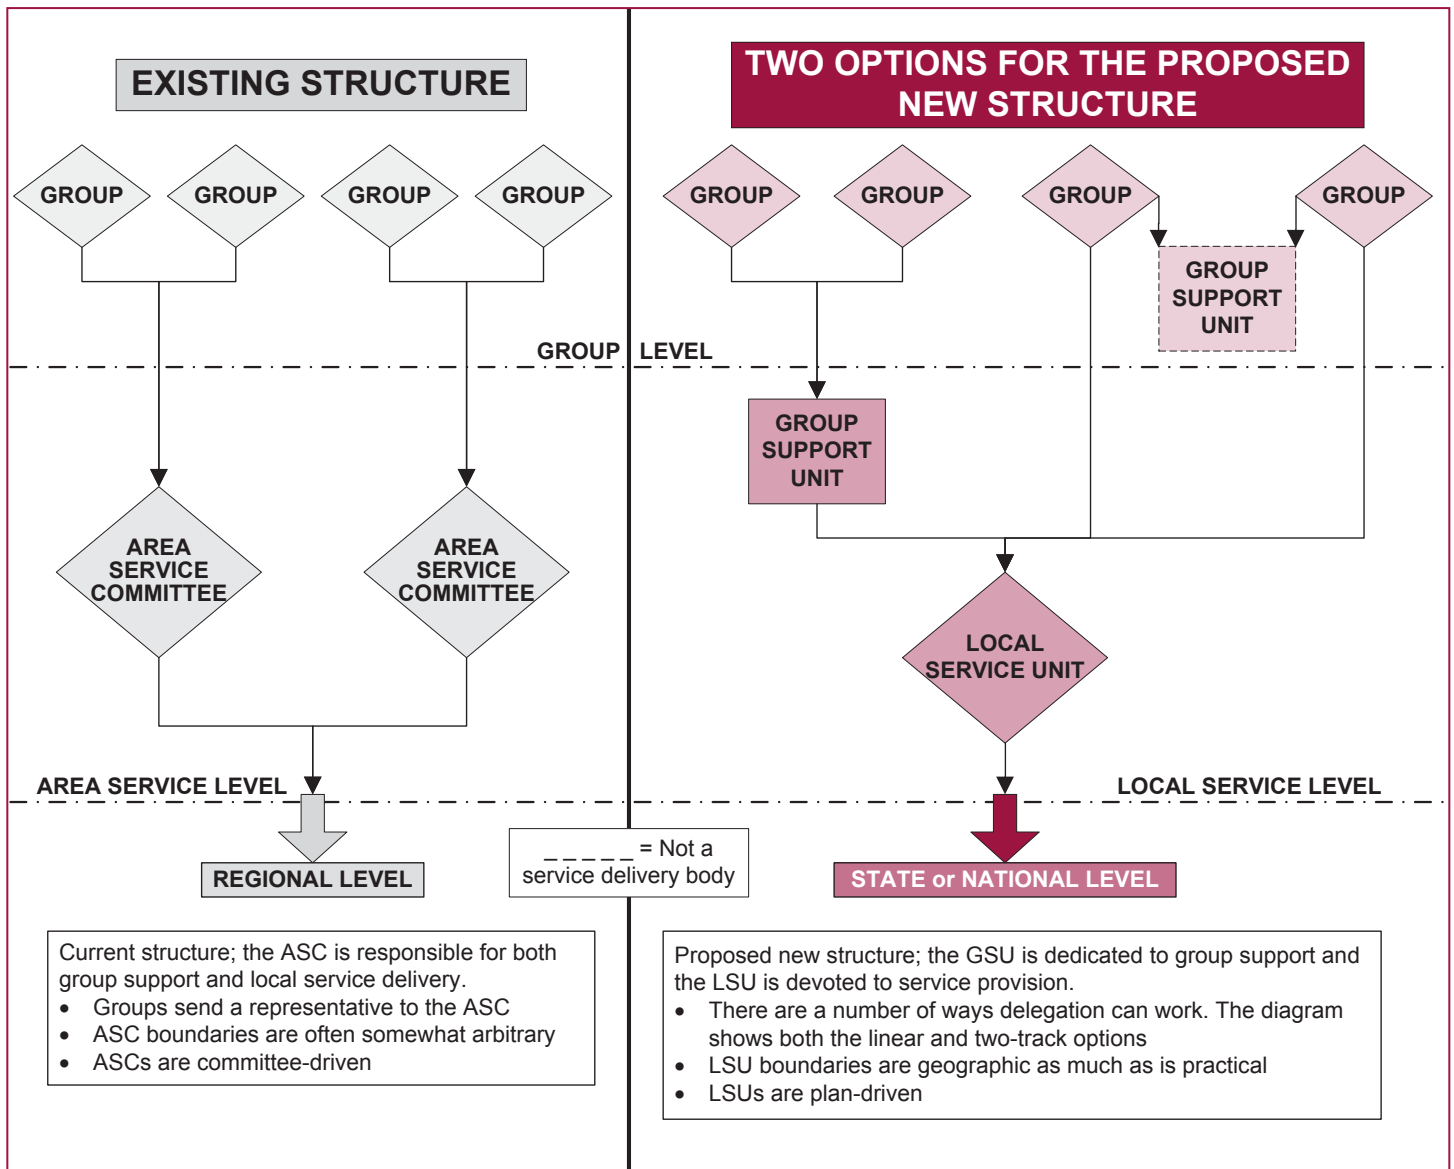 EXISTING STRUCTURE
TWO OPTIONS FOR THE PROPOSED
NEW STRUCTURE
GROUP
GROUP
GROUP
GROUP
GROUP
GROUP
GROUP
GROUP
GROUP
SUPPORT
UNIT
GROUP LEVEL
GROUP
SUPPORT
UNIT
AREA
SERVICE
COMMITTEE
AREA
SERVICE
COMMITTEE
LOCAL
SERVICE UNIT
AREA SERVICE LEVEL
LOCAL SERVICE LEVEL
_ _ _ _ _ = Not a
service delivery body
REGIONAL LEVEL
STATE or NATIONAL LEVEL
Current structure; the ASC is responsible for both
group support and local service delivery.
• Groups send a representative to the ASC
• ASC boundaries are often somewhat arbitrary
• ASCs are committee-driven
Proposed new structure; the GSU is dedicated to group support and
the LSU is devoted to service provision.
• There are a number of ways delegation can work. The diagram
shows both the linear and two-track options
• LSU boundaries are geographic as much as is practical
• LSUs are plan-driven